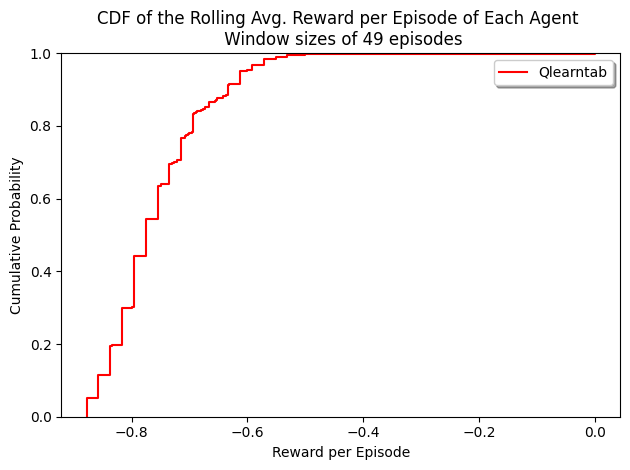 CDF of the Rolling Avg. Reward per Episode of Each Agent
Window sizes of 49 episodes
Qlearntab
Cumulative Probability
1.0
0.8
0.6
0.4
0.2
0.0
−0.8 −0.6 −0.4 −0.2 0.0
Reward per Episode